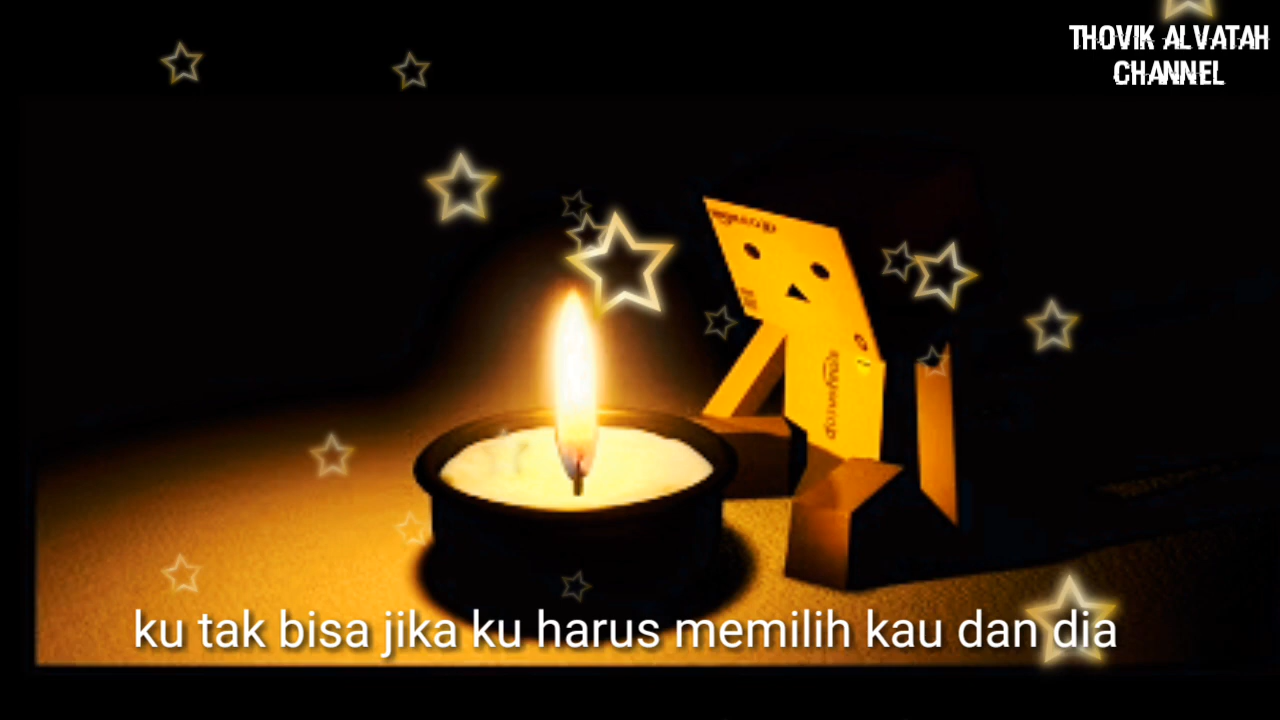 THOVIK ALVATAH
CHANNEL
ku tak bisa jika ku harus memilih kau dan dia